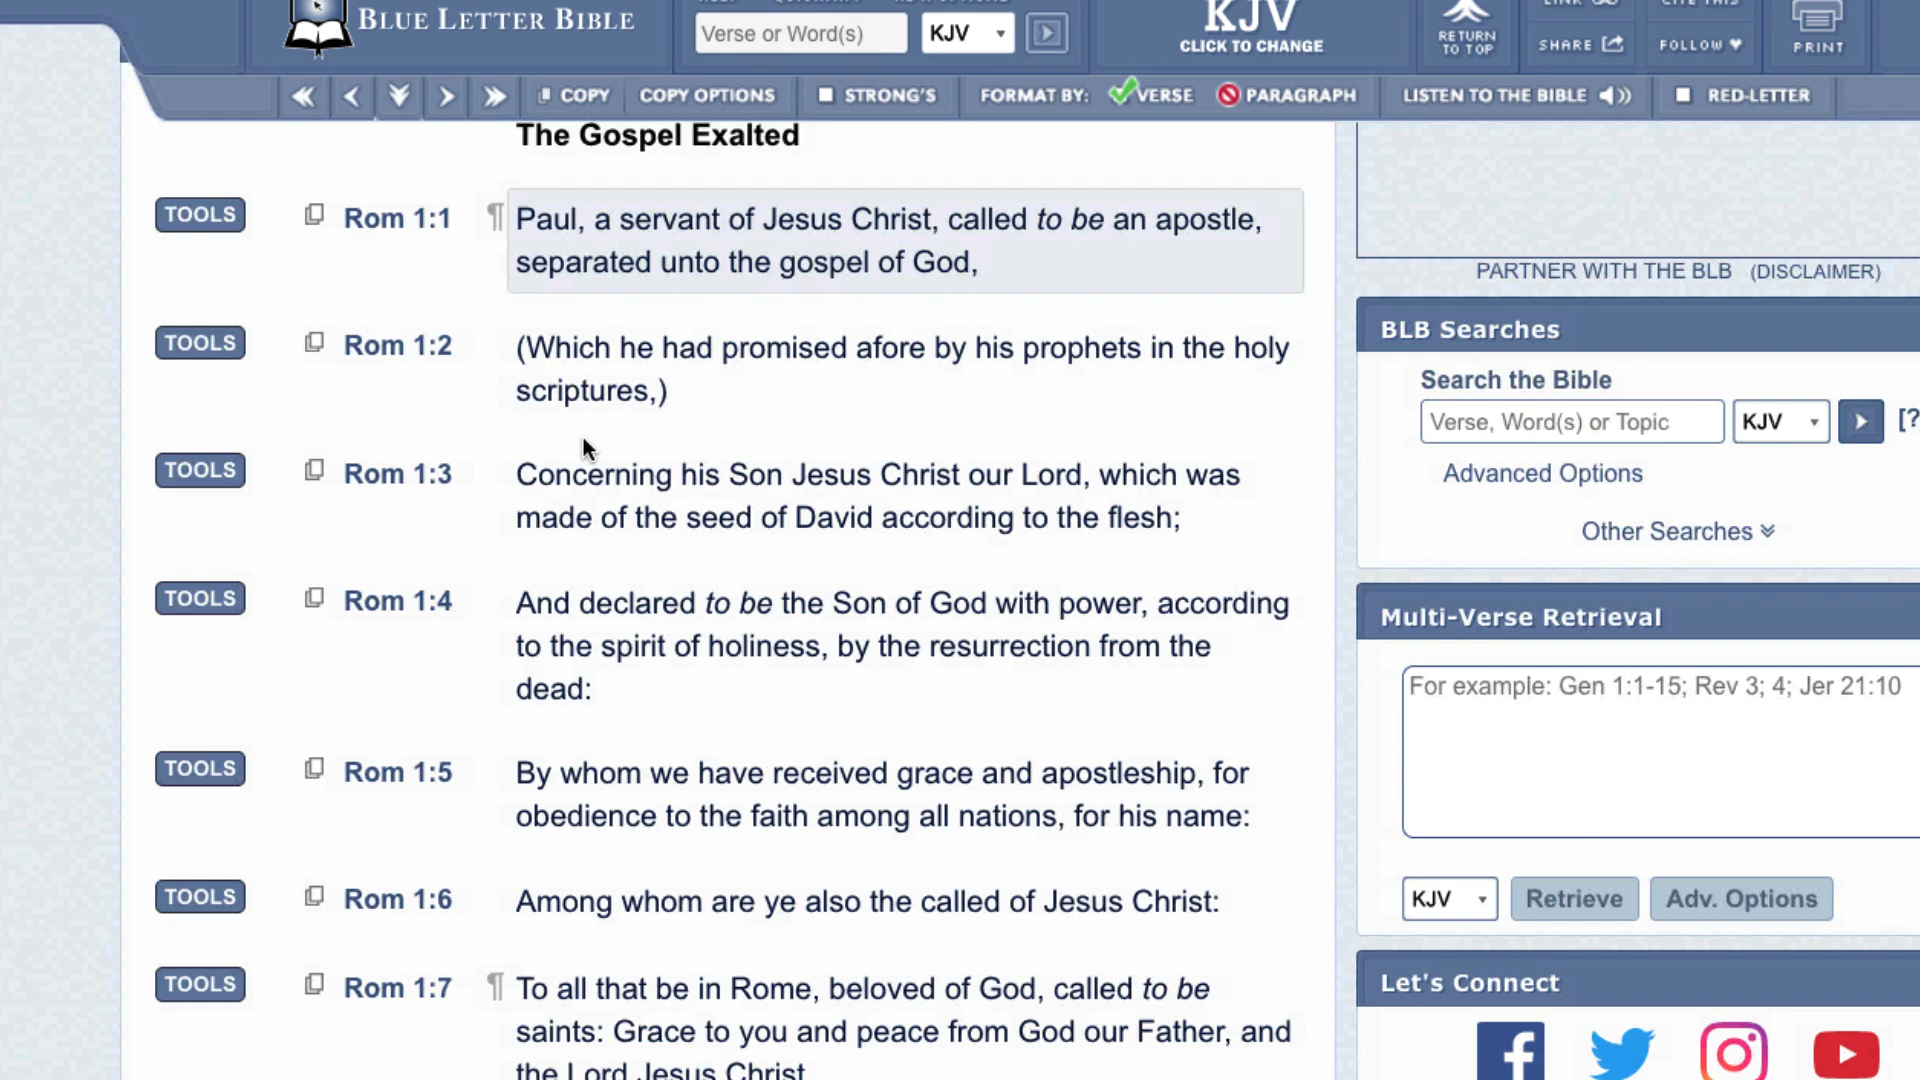 BLUE LETTER BIBLE
Verse or Word(s)
KJV
KJV
CLICK TO CHANGE
RETURN
TO TOP
LINK
SHARE
CITE THIS
FOLLOW
PRINT
COPY
COPY OPTIONS
STRONG'S
FORMAT BY:
VERSE
PARAGRAPH
LISTEN TO THE BIBLE
RED-LETTER
The Gospel Exalted
TOOLS
Rom 1:1
¶
Paul, a servant of Jesus Christ, called to be an apostle,
separated unto the gospel of God,
TOOLS
Rom 1:2
(Which he had promised afore by his prophets in the holy
scriptures,)
TOOLS
Rom 1:3
Concerning his Son Jesus Christ our Lord, which was
made of the seed of David according to the flesh;
TOOLS
Rom 1:4
And declared to be the Son of God with power, according
to the spirit of holiness, by the resurrection from the
dead:
TOOLS
Rom 1:5
By whom we have received grace and apostleship, for
obedience to the faith among all nations, for his name:
TOOLS
Rom 1:6
Among whom are ye also the called of Jesus Christ:
TOOLS
Rom 1:7
¶
To all that be in Rome, beloved of God, called to be
saints: Grace to you and peace from God our Father, and
the Lord Jesus Christ
PARTNER WITH THE BLB (DISCLAIMER)
BLB Searches
Search the Bible
Verse, Word(s) or Topic
KJV
[?
Advanced Options
Other Searches
Multi-Verse Retrieval
For example: Gen 1:1-15; Rev 3; 4; Jer 21:10
KJV
Retrieve
Adv. Options
Let's Connect